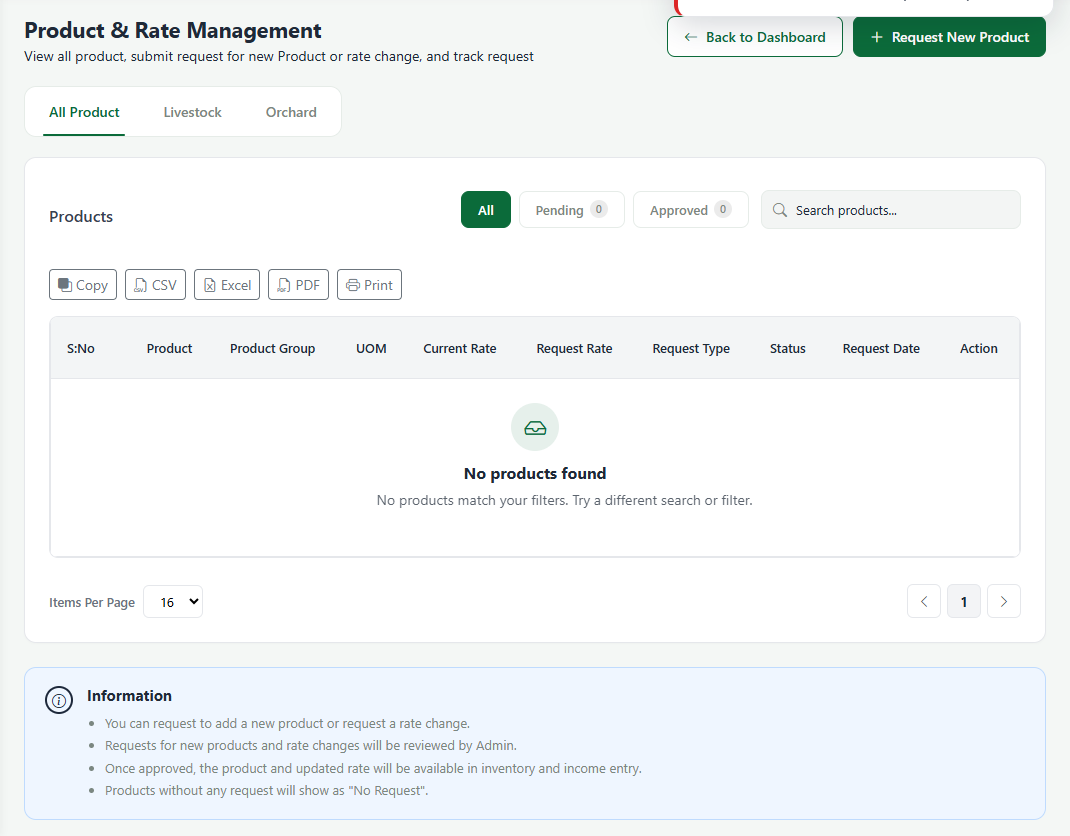 Product & Rate Management
View all product, submit request for new Product or rate change, and track request
Back to Dashboard
Request New Product
All Product
Livestock
Orchard
Products
All
Pending 0
Approved 0
Search products...
Copy
CSV
Excel
PDF
Print
S:No Product Product Group UOM Current Rate Request Rate Request Type Status Request Date Action
No products found
No products match your filters. Try a different search or filter.
Items Per Page 16
1
Information
You can request to add a new product or request a rate change.
Requests for new products and rate changes will be reviewed by Admin.
Once approved, the product and updated rate will be available in inventory and income entry.
Products without any request will show as "No Request".